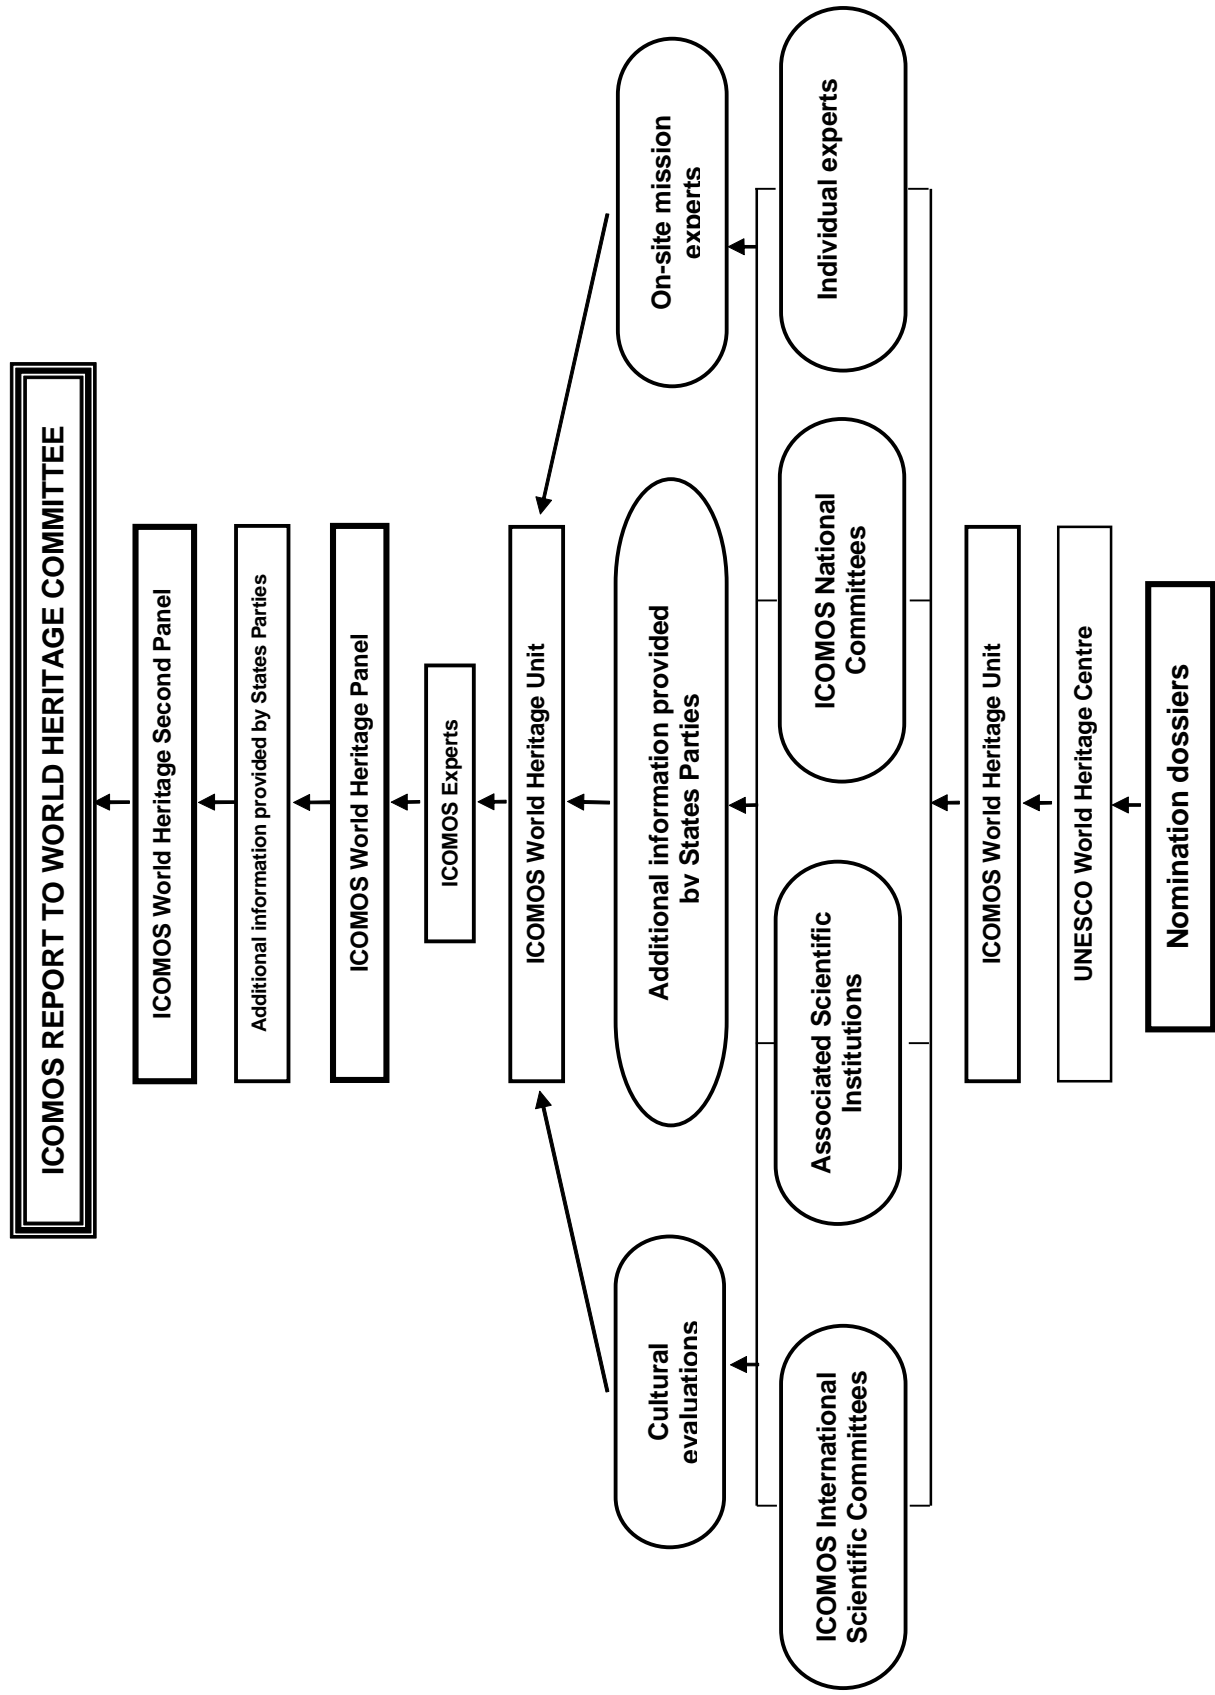 ICOMOS REPORT TO WORLD HERITAGE COMMITTEE
ICOMOS World Heritage Second Panel
Additional information provided by States Parties
ICOMOS World Heritage Panel
ICOMOS Experts
ICOMOS World Heritage Unit
Cultural
evaluations
Additional information provided
by States Parties
On-site mission
experts
ICOMOS International
Scientific Committees
Associated Scientific
Institutions
ICOMOS National
Committees
Individual experts
ICOMOS World Heritage Unit
UNESCO World Heritage Centre
Nomination dossiers